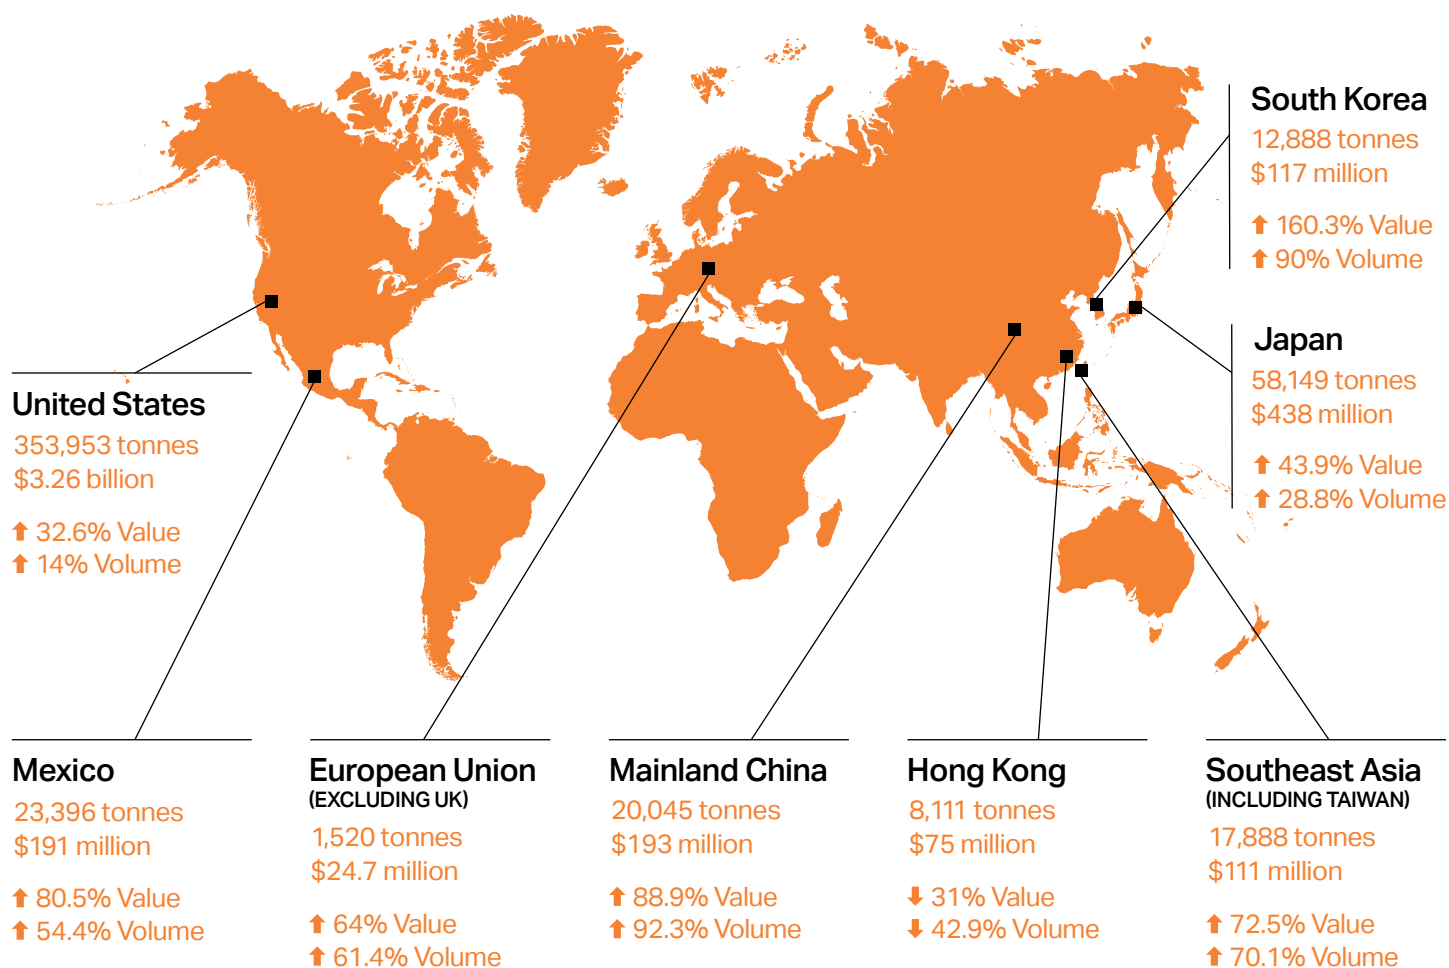 South Korea
12,888 tonnes
$117 million
160.3% Value
90% Volume
Japan
58,149 tonnes
$438 million
43.9% Value
28.8% Volume
United States
353,953 tonnes
$3.26 billion
32.6% Value
14% Volume
Mexico
23,396 tonnes
$191 million
80.5% Value
54.4% Volume
European Union
(EXCLUDING UK)
1,520 tonnes
$24.7 million
64% Value
61.4% Volume
Mainland China
20,045 tonnes
$193 million
88.9% Value
92.3% Volume
Hong Kong
8,111 tonnes
$75 million
31% Value
42.9% Volume
Southeast Asia
(INCLUDING TAIWAN)
17,888 tonnes
$111 million
72.5% Value
70.1% Volume